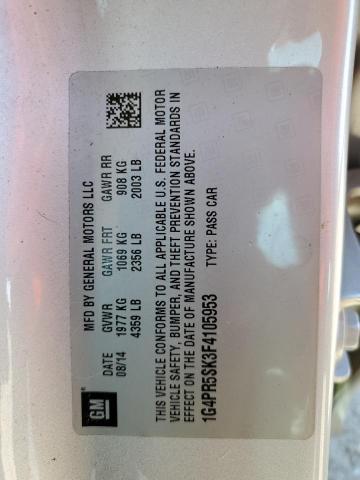 GM
MFD BY GENERAL MOTORS LLC
DATE GVWR GAWR FRT GAWR RR
08/14 1977 KG 1069 KG 908 KG
4359 LB 2356 LB 2003 LB
THIS VEHICLE CONFORMS TO ALL APPLICABLE U.S. FEDERAL MOTOR
VEHICLE SAFETY, BUMPER, AND THEFT PREVENTION STANDARDS IN
EFFECT ON THE DATE OF MANUFACTURE SHOWN ABOVE.
1G4PR5SK3F4105953 TYPE: PASS CAR